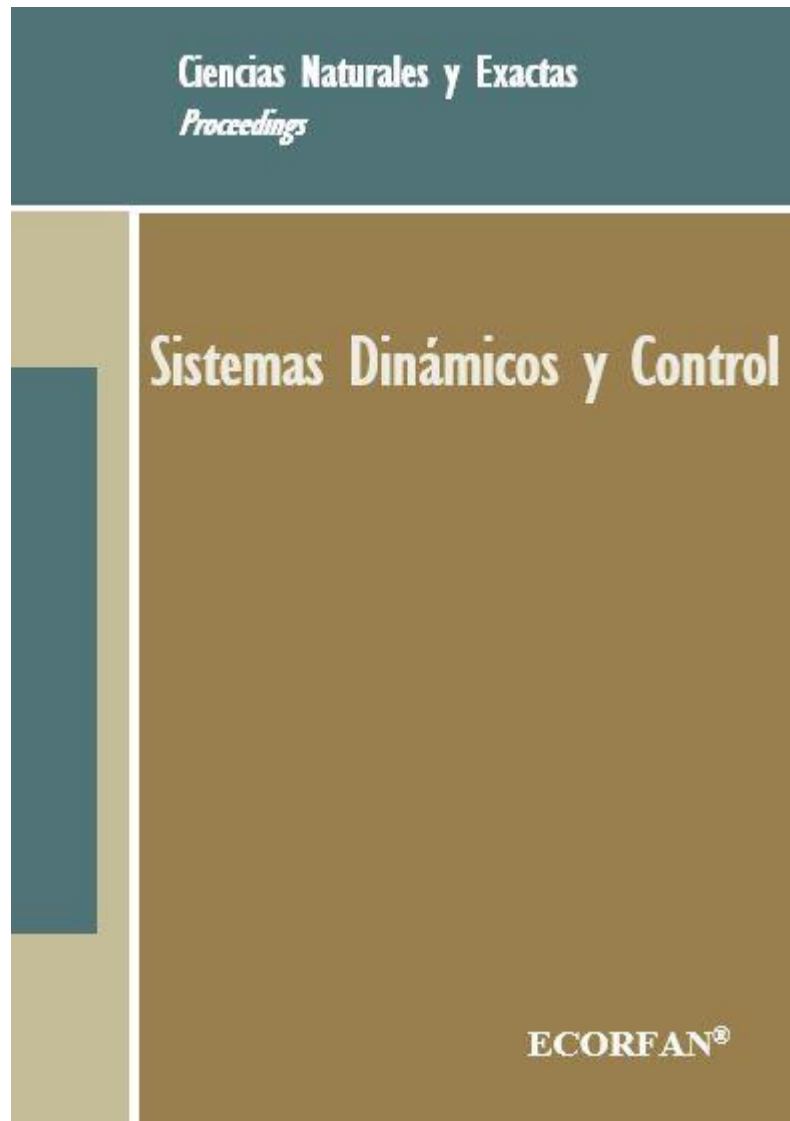 Ciencias Naturales y Exactas
Proceedings
Sistemas Dinámicos y Control
ECORFAN®